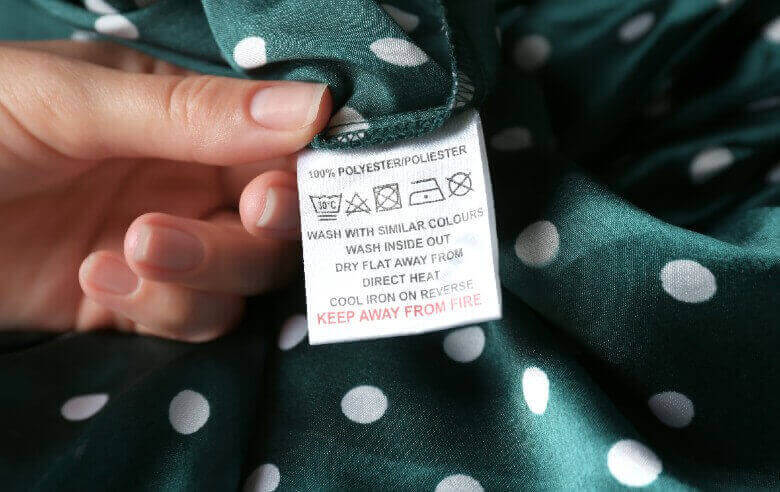 100% POLYESTER/POLIESTER
30°C
WASH WITH SIMILAR COLOURS
WASH INSIDE OUT
DRY FLAT AWAY FROM
DIRECT HEAT
COOL IRON ON REVERSE
KEEP AWAY FROM FIRE